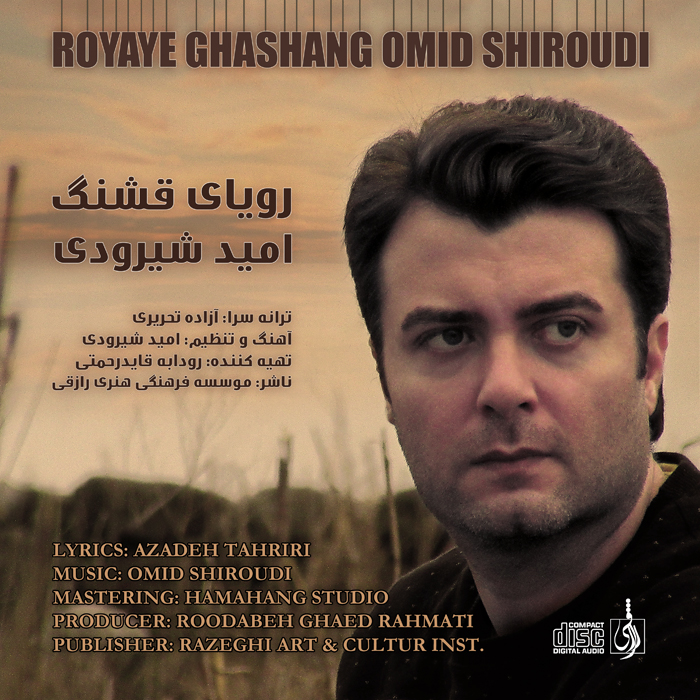 ROYAYE GHASHANG OMID SHIROUDI
رویای قشنگ
امید شیرودی
ترانه سرا: آزاده تحریری
آهنگ و تنظیم: امید شیرودی
تهیه کننده: رودابه قایدرحمتی
ناشر: موسسه فرهنگی هنری رازقی
LYRICS: AZADEH TAHRIRI
MUSIC: OMID SHIROUDI
MASTERING: HAMAHANG STUDIO
PRODUCER: ROODABEH GHAED RAHMATI
PUBLISHER: RAZEGHI ART & CULTUR INST.
COMPACT
disc
DIGITAL AUDIO